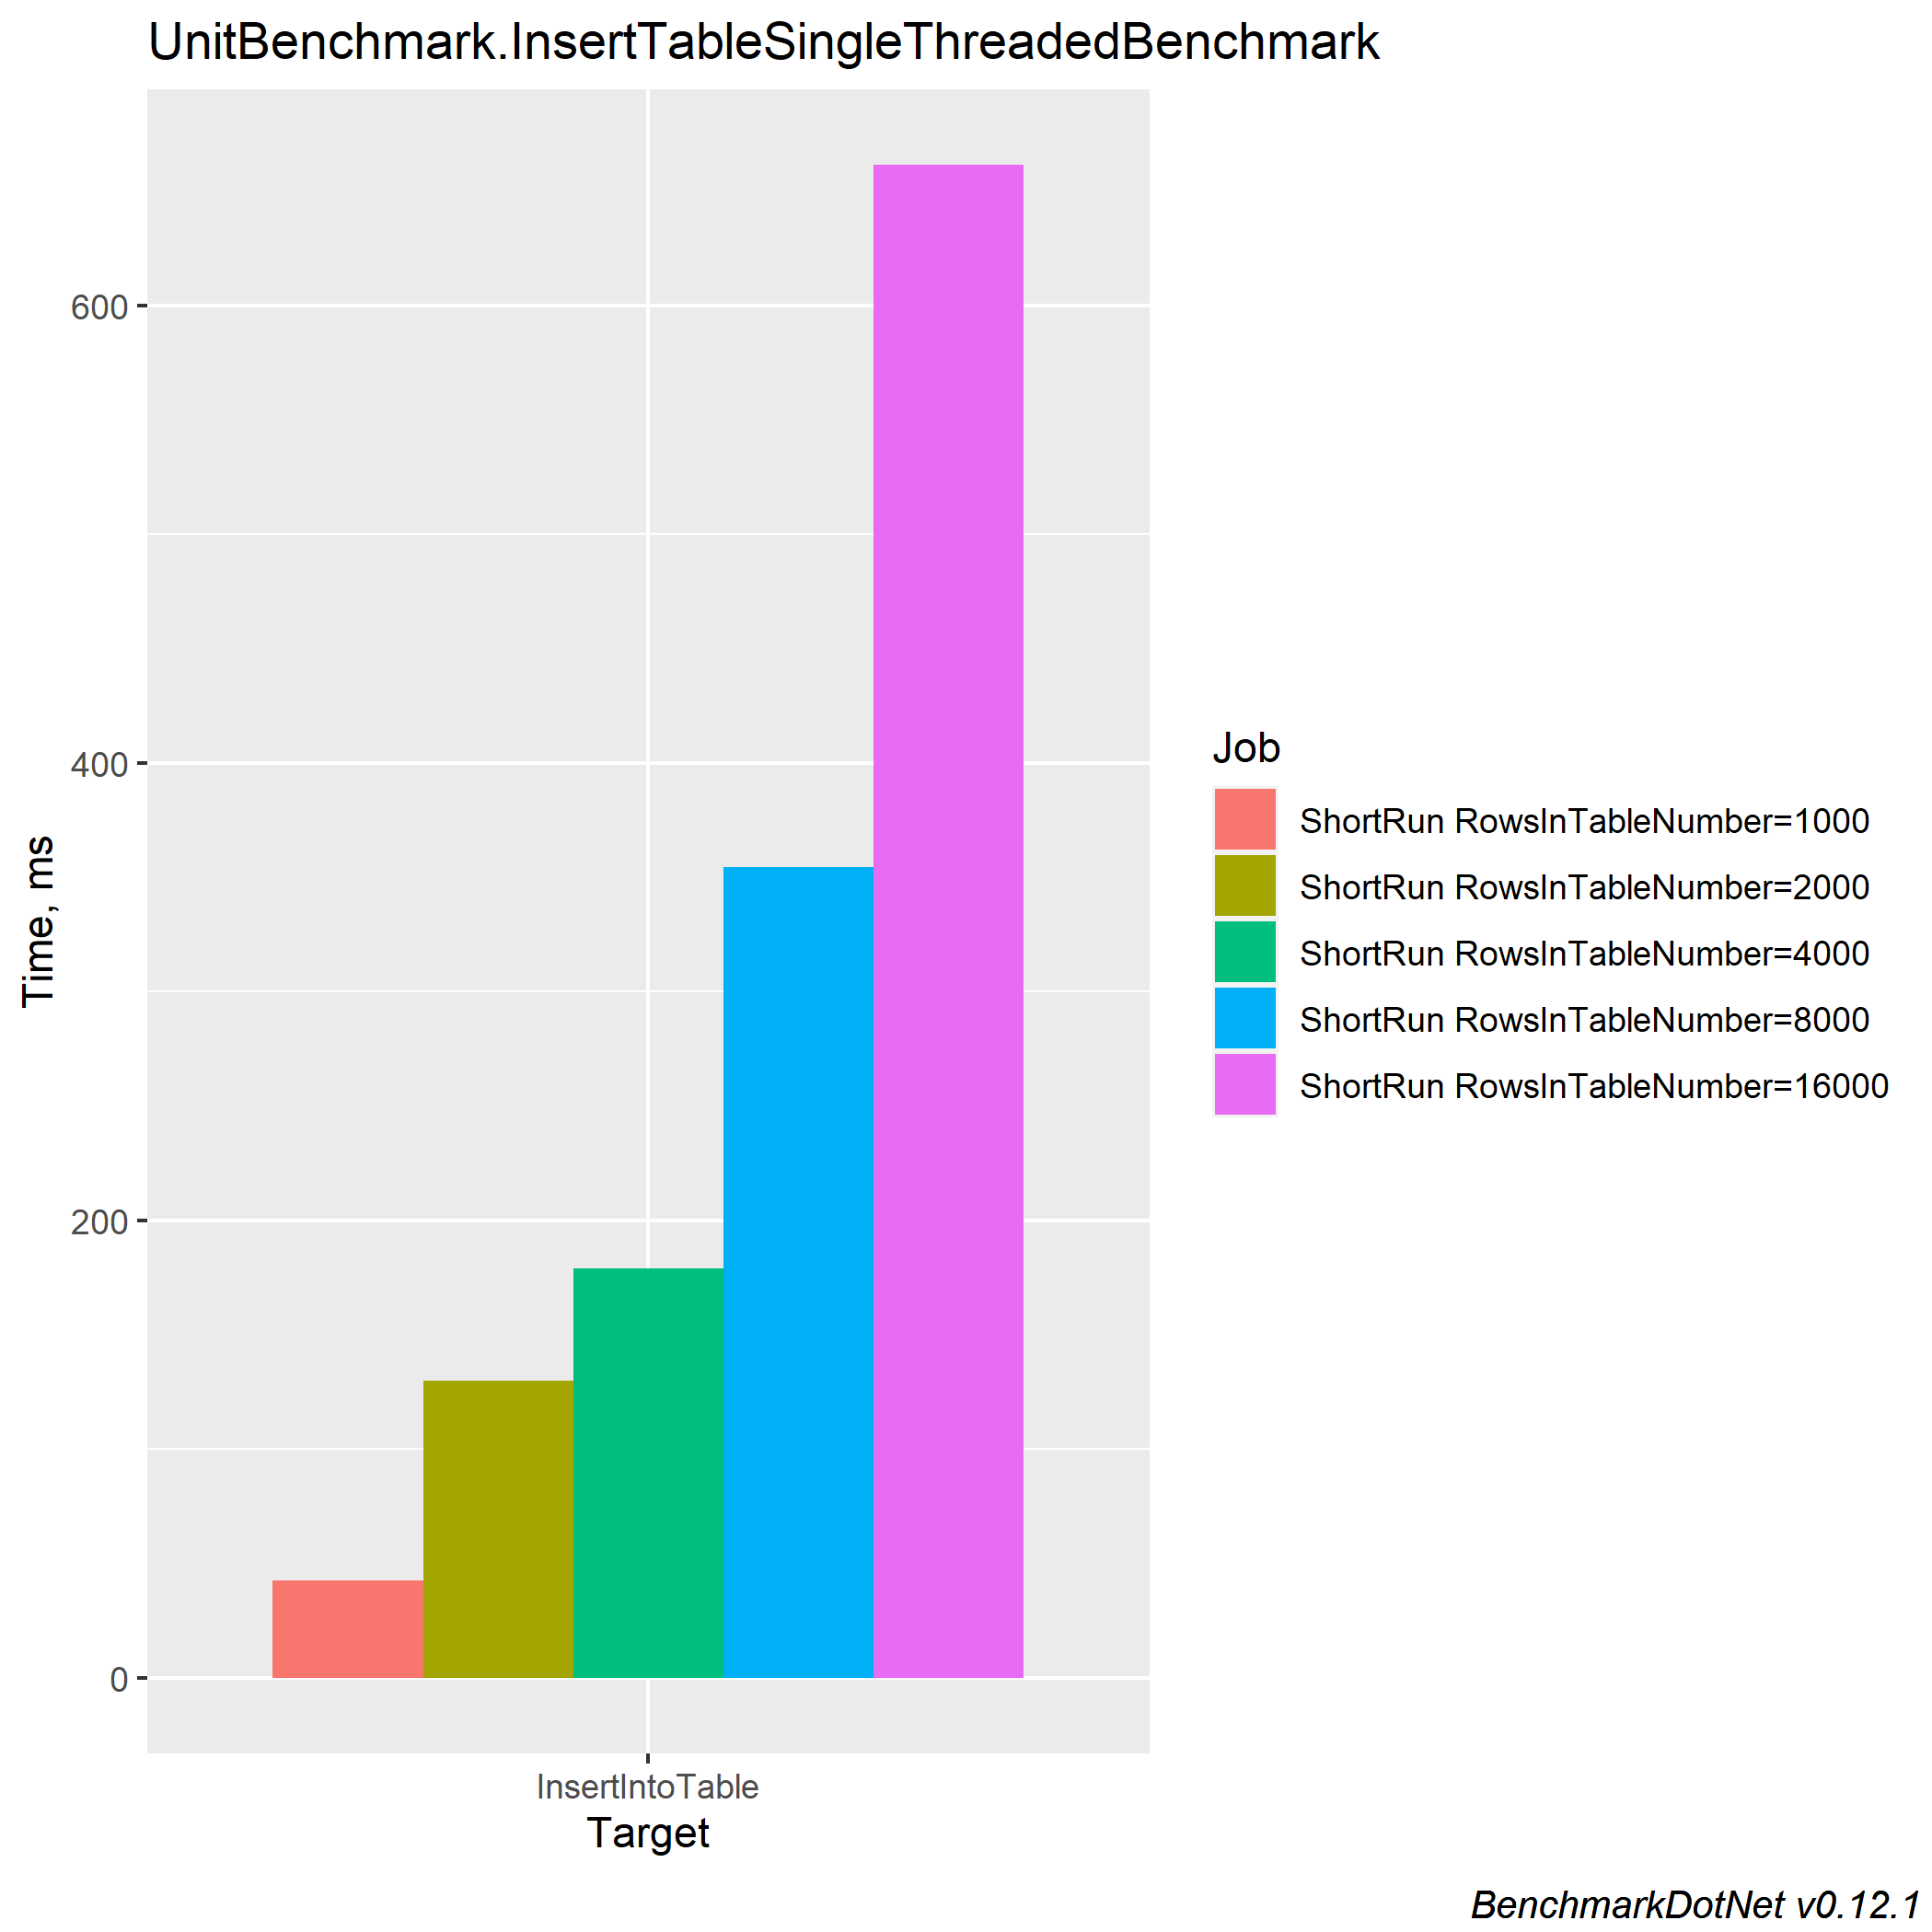 UnitBenchmark.InsertTableSingleThreadedBenchmark
600
400
200
0
Time, ms
InsertIntoTable
Target
Job
ShortRun RowsInTableNumber=1000
ShortRun RowsInTableNumber=2000
ShortRun RowsInTableNumber=4000
ShortRun RowsInTableNumber=8000
ShortRun RowsInTableNumber=16000
BenchmarkDotNet v0.12.1